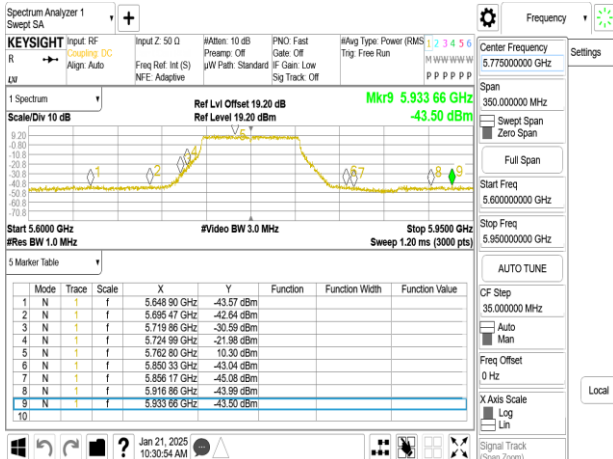 Spectrum Analyzer 1
Swept SA
+
Frequency
KEYSIGHT Input: RF Input Z: 50 Ω #Atten: 10 dB PNO: Fast #Avg Type: Power (RMS 1 2 3 4 5 6
R Coupling: DC Preamp: Off Gate: Off Trig: Free Run M W W W W W
Align: Auto Freq Ref: Int (S) µW Path: Standard IF Gain: Low
NFE: Adaptive Sig Track: Off P P P P P P
1 Spectrum
Scale/Div 10 dB
Ref Lvl Offset 19.20 dB
Ref Level 19.20 dBm
Mkr9 5.933 66 GHz
-43.50 dBm
9.20
-0.80
-10.8
-20.8
-30.8
-40.8
-50.8
-60.8
-70.8
1 2 4 5 6 7 8 9
Start 5.6000 GHz #Video BW 3.0 MHz Stop 5.9500 GHz
#Res BW 1.0 MHz Sweep 1.20 ms (3000 pts)
5 Marker Table
Mode Trace Scale X Y Function Function Width Function Value
1 N 1 f 5.648 90 GHz -43.57 dBm
2 N 1 f 5.695 47 GHz -42.64 dBm
3 N 1 f 5.719 86 GHz -30.59 dBm
4 N 1 f 5.724 99 GHz -21.98 dBm
5 N 1 f 5.762 80 GHz 10.30 dBm
6 N 1 f 5.850 33 GHz -43.04 dBm
7 N 1 f 5.856 17 GHz -45.08 dBm
8 N 1 f 5.916 86 GHz -43.99 dBm
9 N 1 f 5.933 66 GHz -43.50 dBm
10
Jan 21, 2025
10:30:54 AM
?
Center Frequency
5.775000000 GHz
Span
350.000000 MHz
Swept Span
Zero Span
Full Span
Start Freq
5.600000000 GHz
Stop Freq
5.950000000 GHz
AUTO TUNE
CF Step
35.000000 MHz
Auto
Man
Freq Offset
0 Hz
X Axis Scale
Log
Lin
Signal Track
(Span Zoom)
Settings
Local